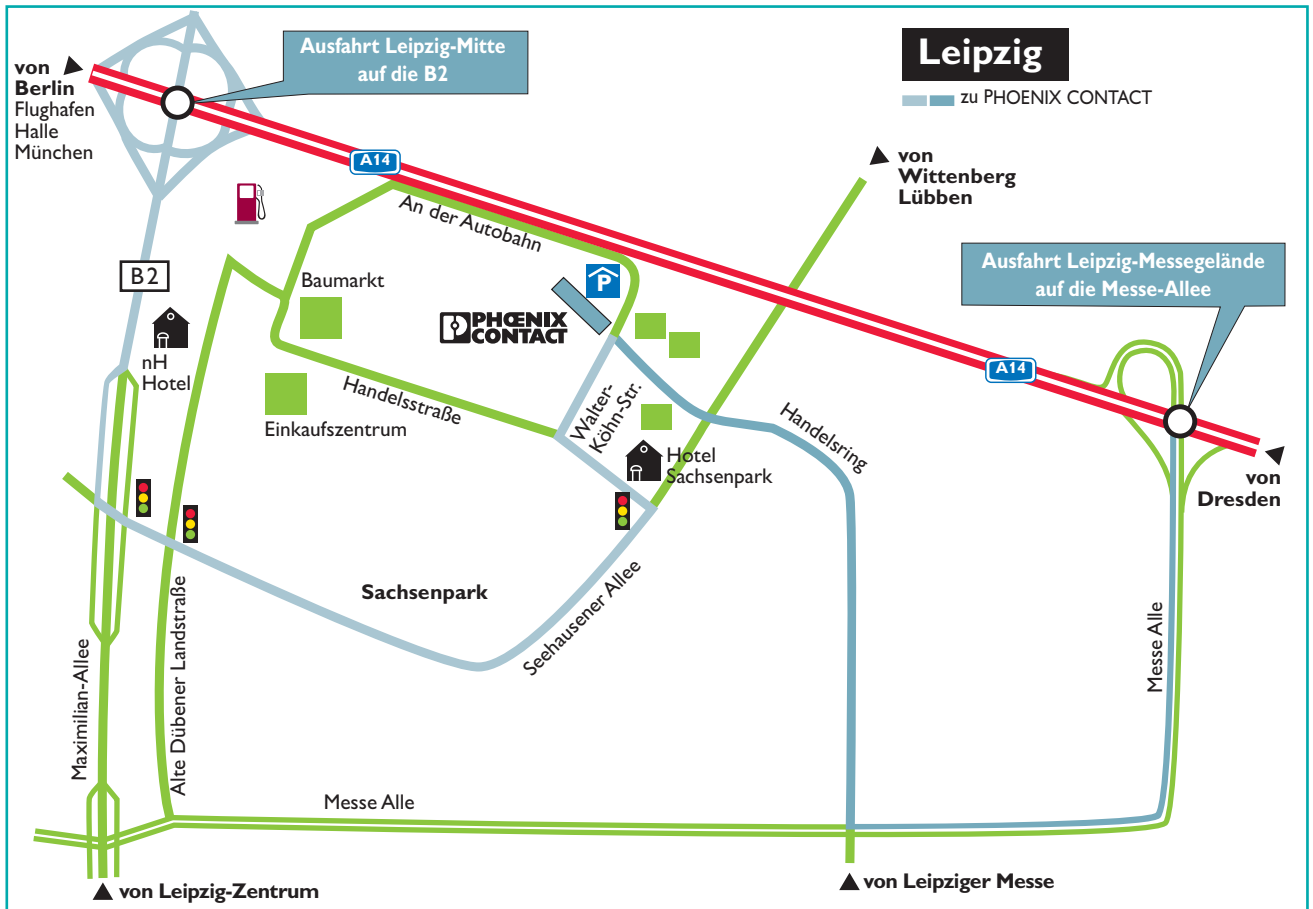 Leipzig
zu PHOENIX CONTACT
Ausfahrt Leipzig-Mitte
auf die B2
von
Berlin
Flughafen
Halle
München
A14
von
Wittenberg
Lübben
An der Autobahn
Ausfahrt Leipzig-Messegelände
auf die Messe-Allee
B2
Baumarkt
P
PHŒNIX
CONTACT
nH
Hotel
A14
Handelsstraße
Einkaufszentrum
Walter-
Köhn-Str.
Handelsring
Hotel
Sachsenpark
von
Dresden
Sachsenpark
Seehausener Allee
Maximilian-Allee
Alte Dübener Landstraße
Messe Alle
Messe Alle
von Leipzig-Zentrum
von Leipziger Messe